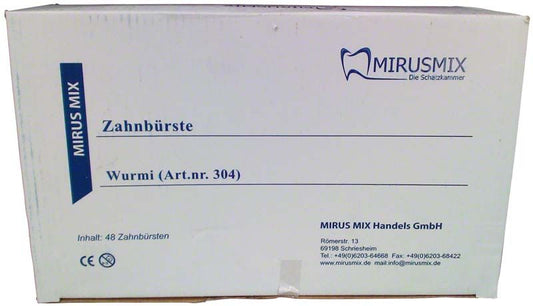 MIRUSMIX
Die Schatzkammer
MIRUS MIX
Zahnbürste
Wurmi (Art.nr. 304)
Inhalt: 48 Zahnbürsten
CE
MIRUS MIX Handels GmbH
Römerstr. 13
69198 Schriesheim
Tel.: +49(0)6203-64668 Fax: +49(0)6203-68422
www.mirusmix.de mail:info@mirusmix.de